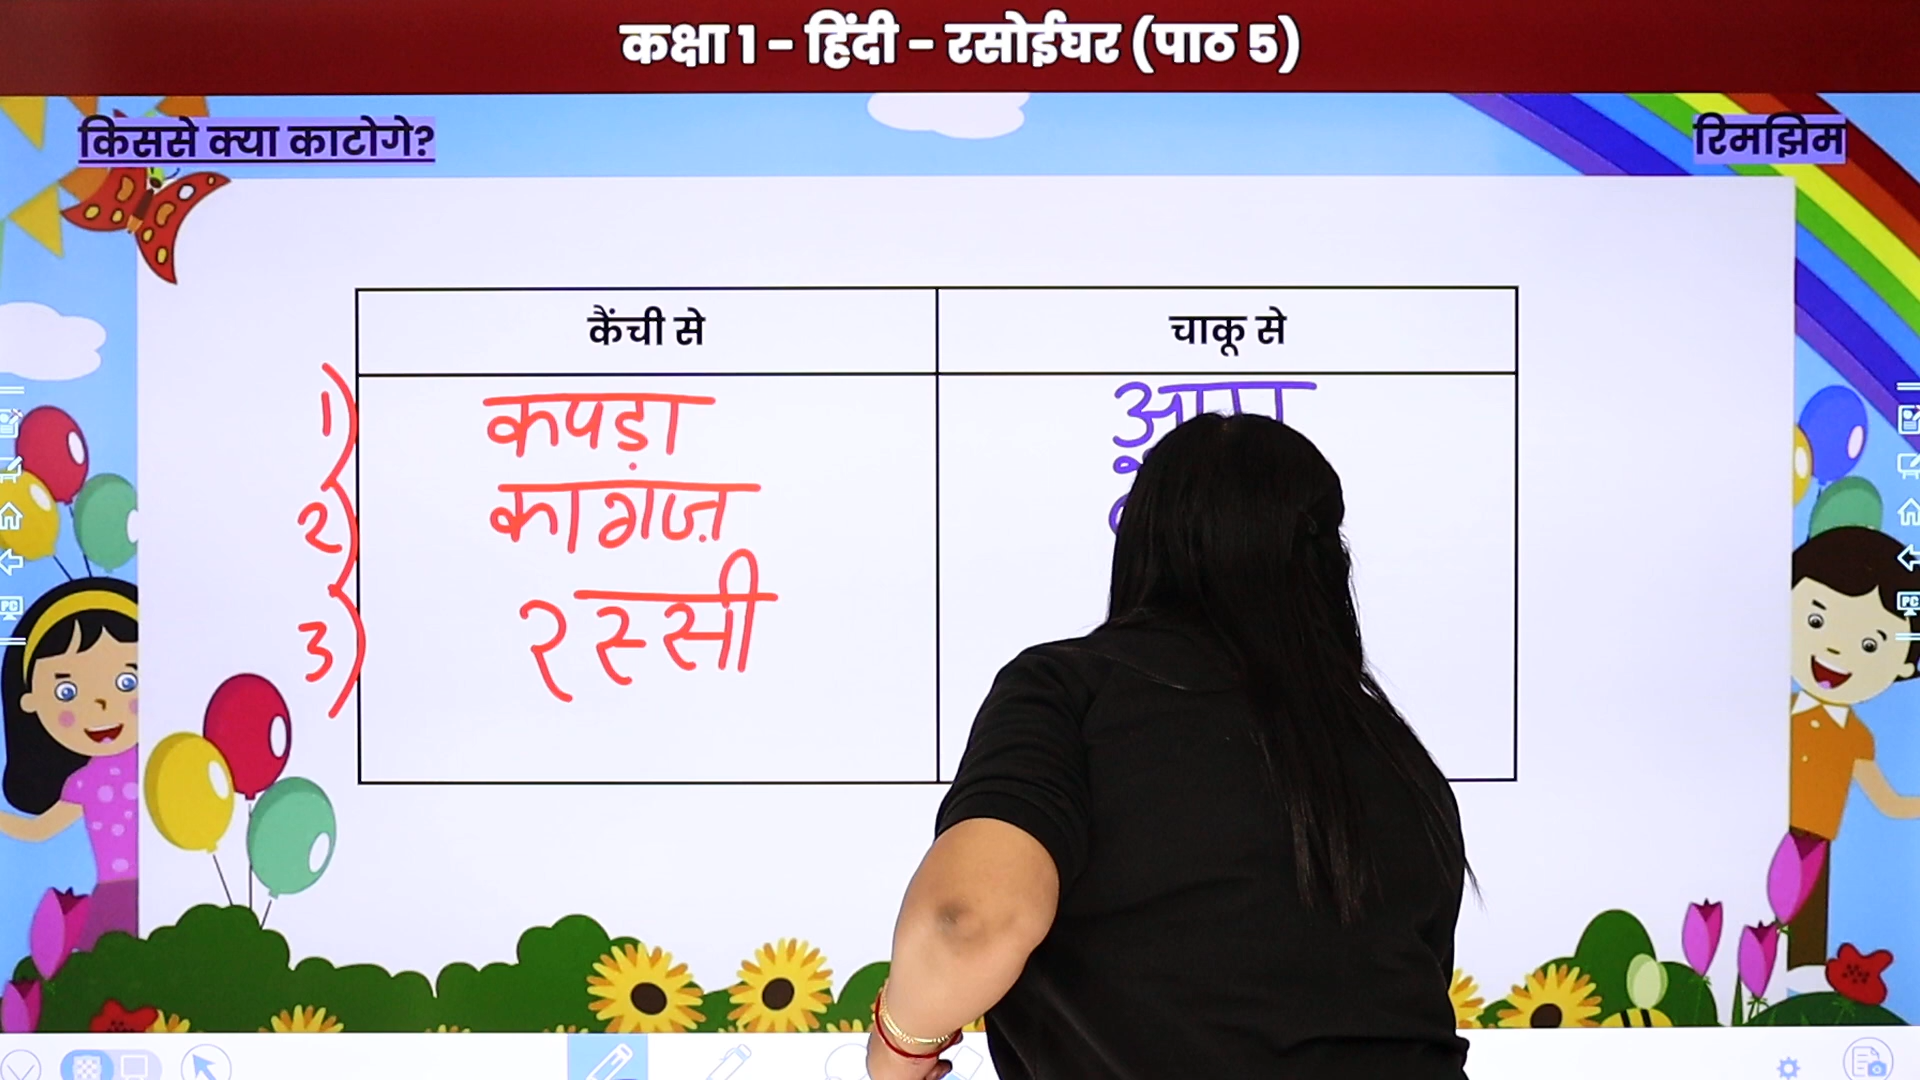 कक्षा 1 - हिंदी - रसोईघर (पाठ 5)
किससे क्या काटोगे?
रिमझिम
कैंची से
चाकू से
1) कपड़ा
2) कागज़
3) रस्सी